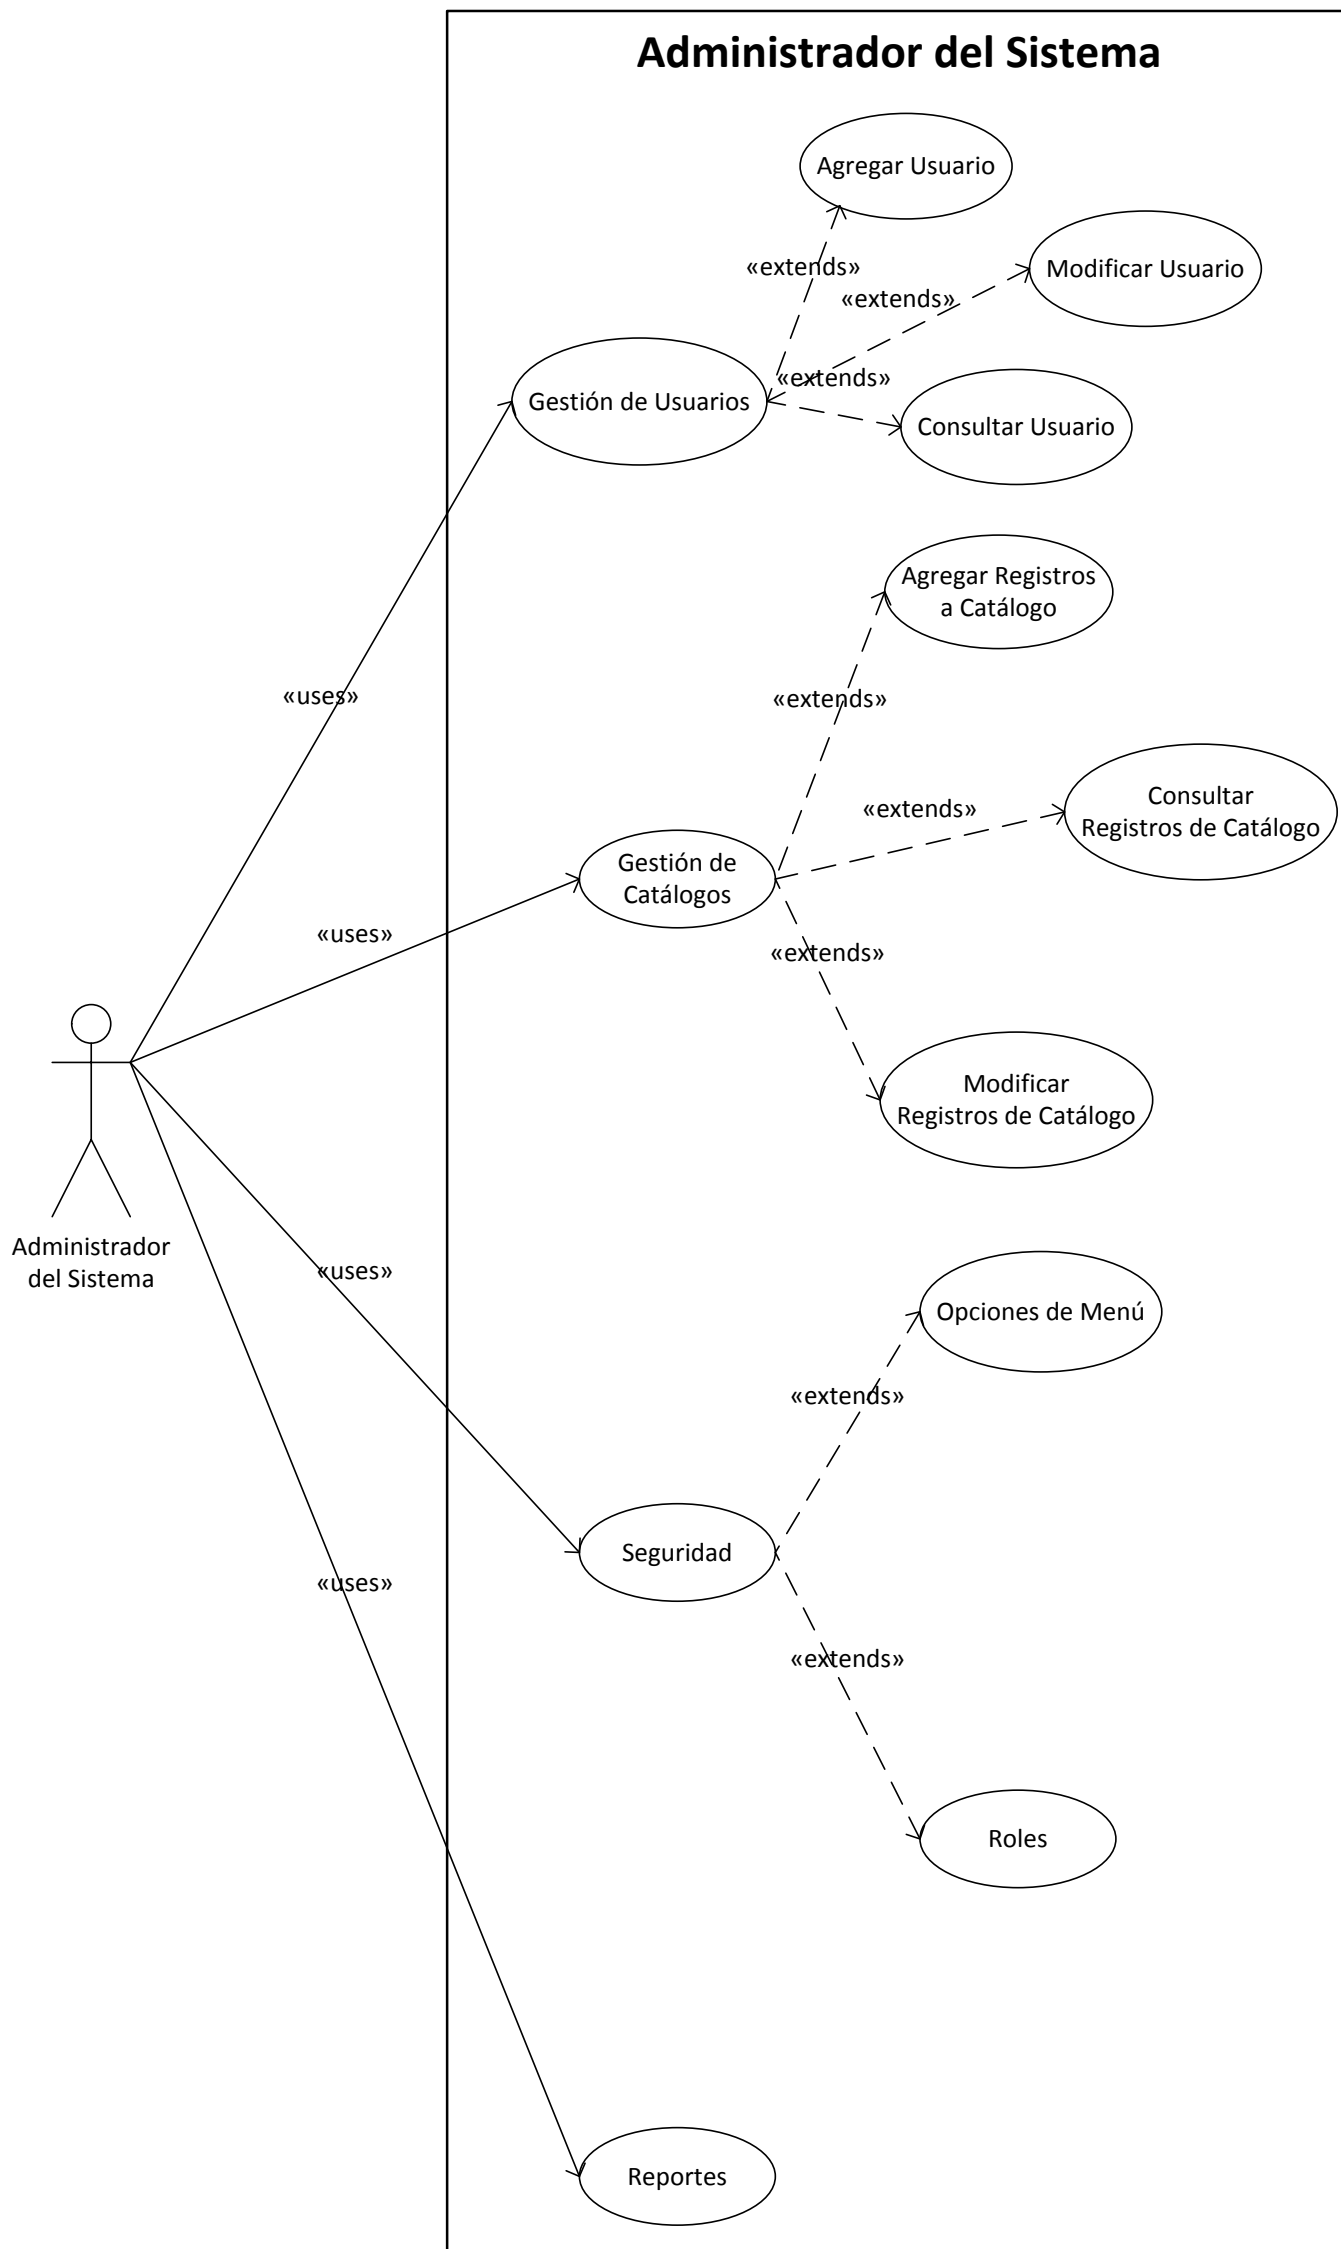 Administrador del Sistema
Agregar Usuario
«extends»
Modificar Usuario
«extends»
«extends»
Gestión de Usuarios
Consultar Usuario
Agregar Registros
a Catálogo
«uses»
«extends»
Consultar
Registros de Catálogo
«extends»
Gestión de
Catálogos
«uses»
«extends»
Modificar
Registros de Catálogo
Administrador
del Sistema
«uses»
Opciones de Menú
«extends»
Seguridad
«uses»
«extends»
Roles
Reportes